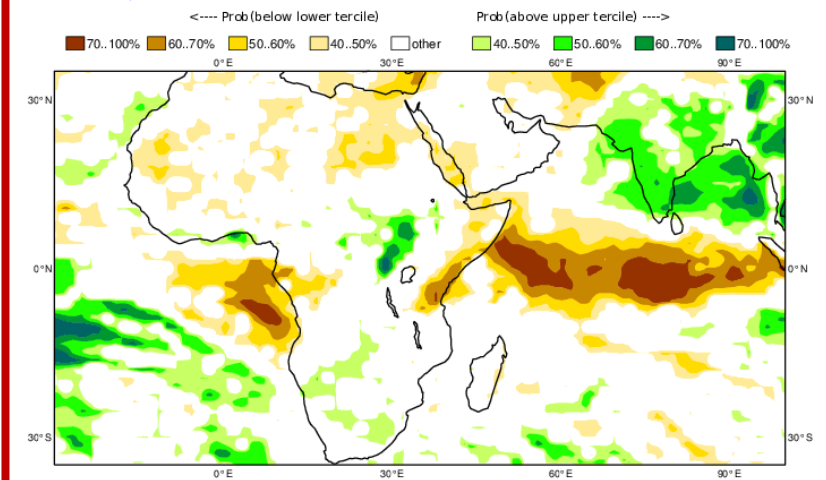 <---- Prob(below lower tercile) Prob(above upper tercile) ---->
70..100% 60..70% 50..60% 40..50% other 40..50% 50..60% 60..70% 70..100%
0°E 30°E 60°E 90°E
30°N 30°N
0°N 0°N
30°S 30°S
0°E 30°E 60°E 90°E